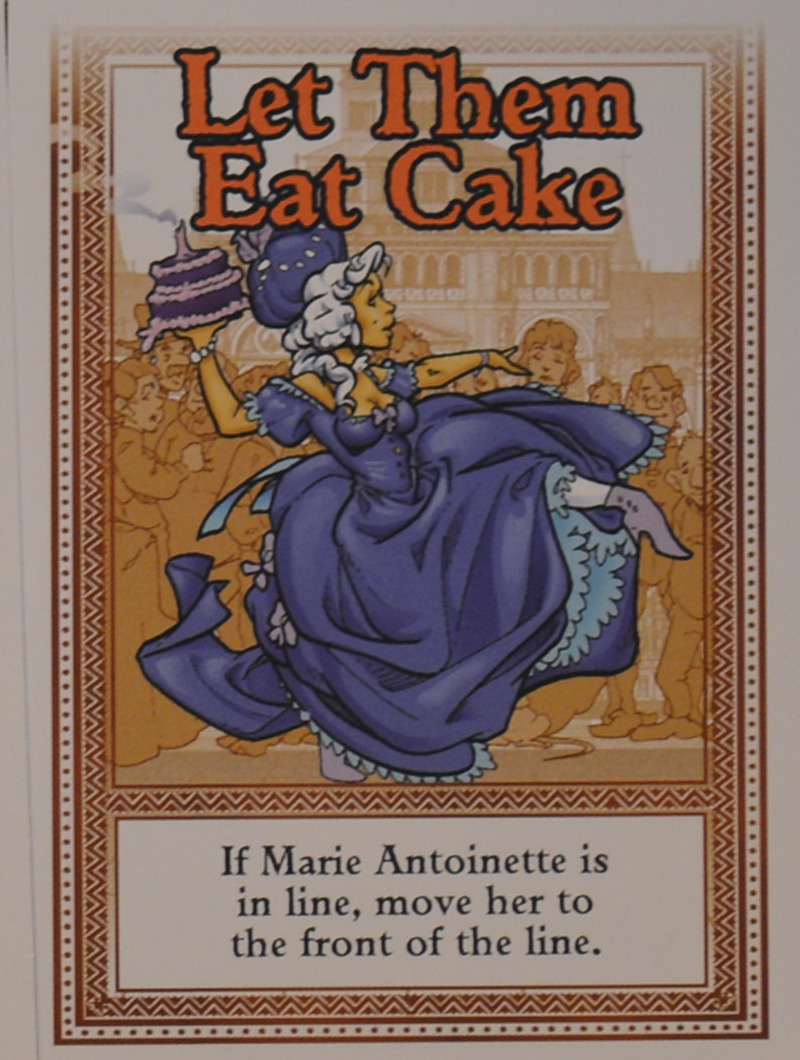 Let Them
Eat Cake
If Marie Antoinette is
in line, move her to
the front of the line.